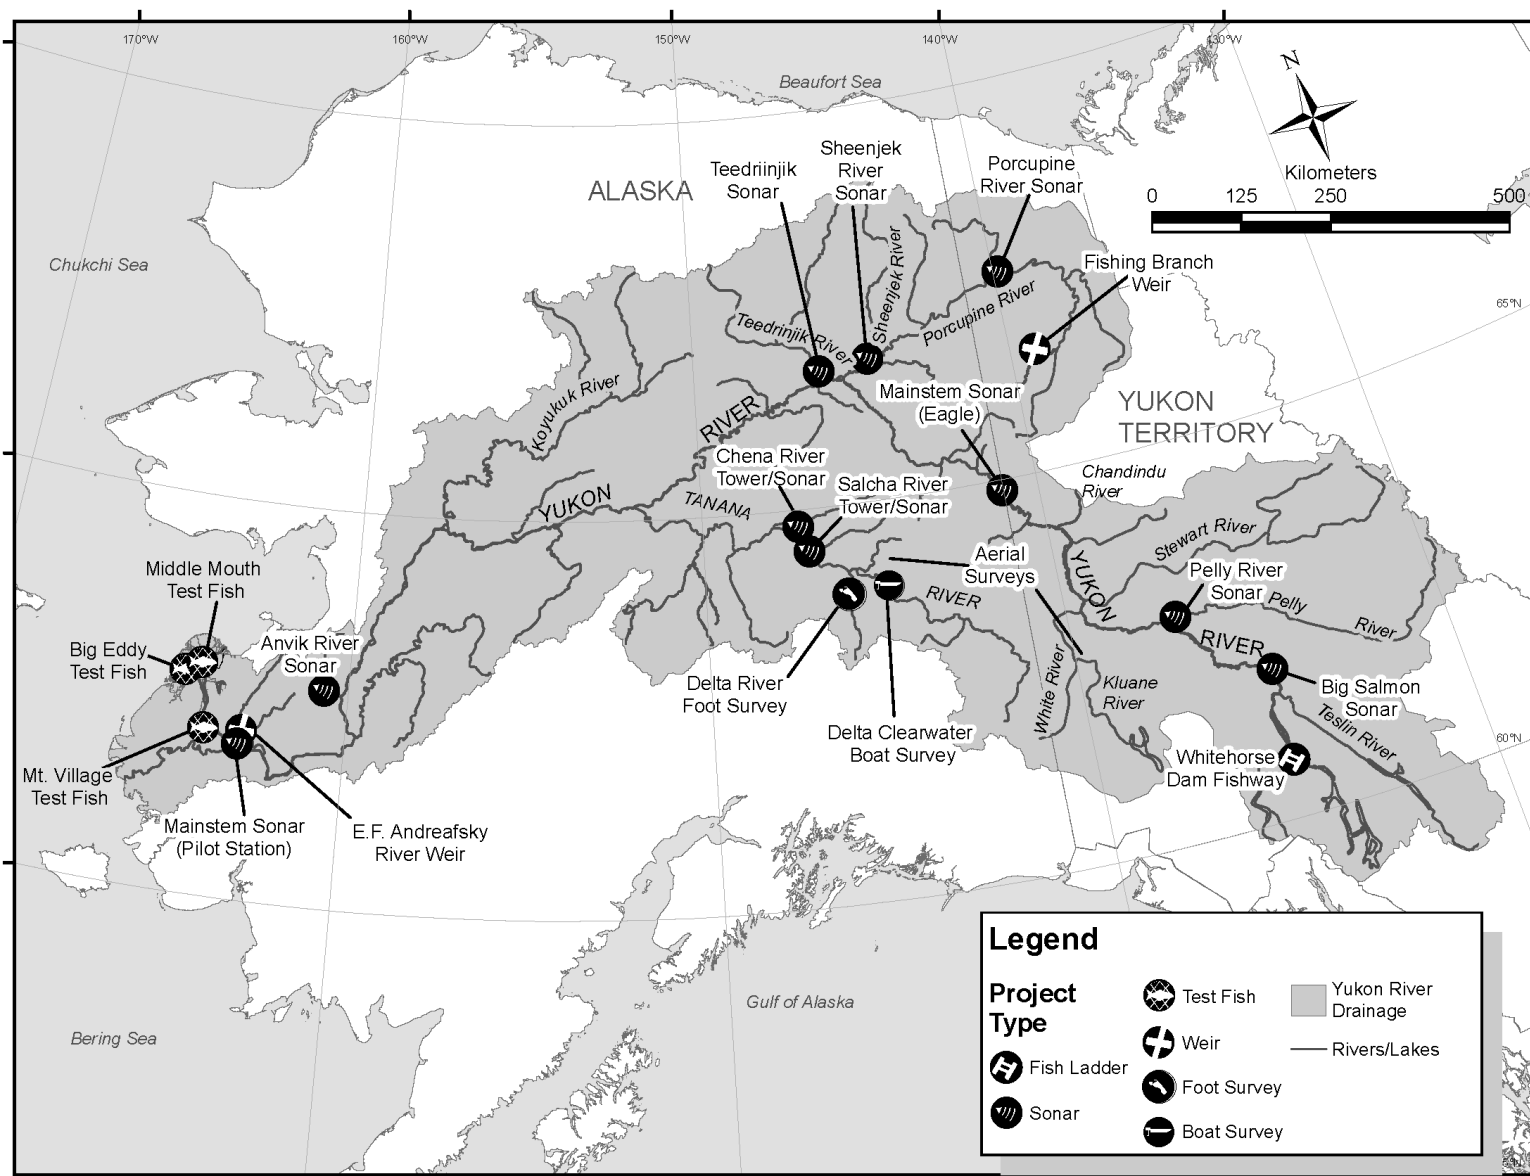 170°W
160°W
150°W
140°W
130°W
Beaufort Sea
N
Kilometers
0 125 250 500
ALASKA
Teedriinjik
Sonar
Sheenjek
River
Sonar
Porcupine
River Sonar
Chukchi Sea
Fishing Branch
Weir
65°N
Sheenjek River
Porcupine River
Teedrinjik River
Koyukuk River
Mainstem Sonar
(Eagle)
YUKON
TERRITORY
RIVER
Chena River
Tower/Sonar
Salcha River
Tower/Sonar
Chandindu
River
YUKON
TANANA
Stewart River
Aerial
Surveys
YUKON
Middle Mouth
Test Fish
Pelly River
Sonar
Pelly
River
RIVER
Big Eddy
Test Fish
Anvik River
Sonar
RIVER
Delta River
Foot Survey
White River
Kluane
River
Big Salmon
Sonar
Teslin River
Delta Clearwater
Boat Survey
60°N
Whitehorse
Dam Fishway
Mt. Village
Test Fish
Mainstem Sonar
(Pilot Station)
E.F. Andreafsky
River Weir
Gulf of Alaska
Bering Sea
Legend
Project
Type
Fish Ladder
Sonar
Test Fish
Weir
Foot Survey
Boat Survey
Yukon River
Drainage
Rivers/Lakes